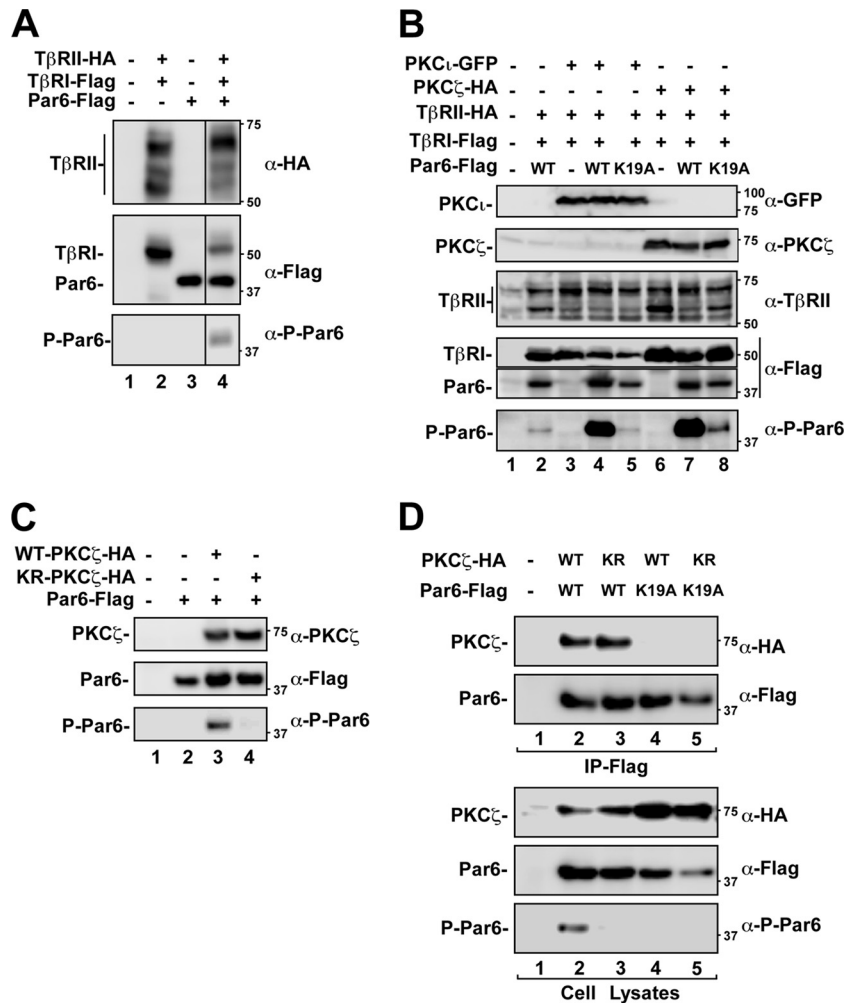 A
TβRII-HA - + - +
TβRI-Flag - + - +
Par6-Flag - - + +
75
TβRII- α-HA
50
TβRI- 50
α-Flag
Par6- 37
P-Par6- α-P-Par6
37
1 2 3 4
B
PKCι-GFP - - + + + - - -
PKCζ-HA - - - - - + + +
TβRII-HA - + + + + + + +
TβRI-Flag - + + + + + + +
Par6-Flag - WT - WT K19A - WT K19A
100
PKCι- α-GFP
75
PKCζ- 75 α-PKCζ
75
TβRII- α-TβRII
50
TβRI- 50
α-Flag
Par6- 37
P-Par6- α-P-Par6
37
1 2 3 4 5 6 7 8
C
WT-PKCζ-HA - - + -
KR-PKCζ-HA - - - +
Par6-Flag - + + +
PKCζ- 75 α-PKCζ
Par6- α-Flag
37
P-Par6- α-P-Par6
37
1 2 3 4
D
PKCζ-HA - WT KR WT KR
Par6-Flag - WT WT K19A K19A
PKCζ- 75 α-HA
Par6- α-Flag
37
1 2 3 4 5
IP-Flag
PKCζ- 75 α-HA
Par6- α-Flag
37
P-Par6- 37 α-P-Par6
1 2 3 4 5
Cell Lysates